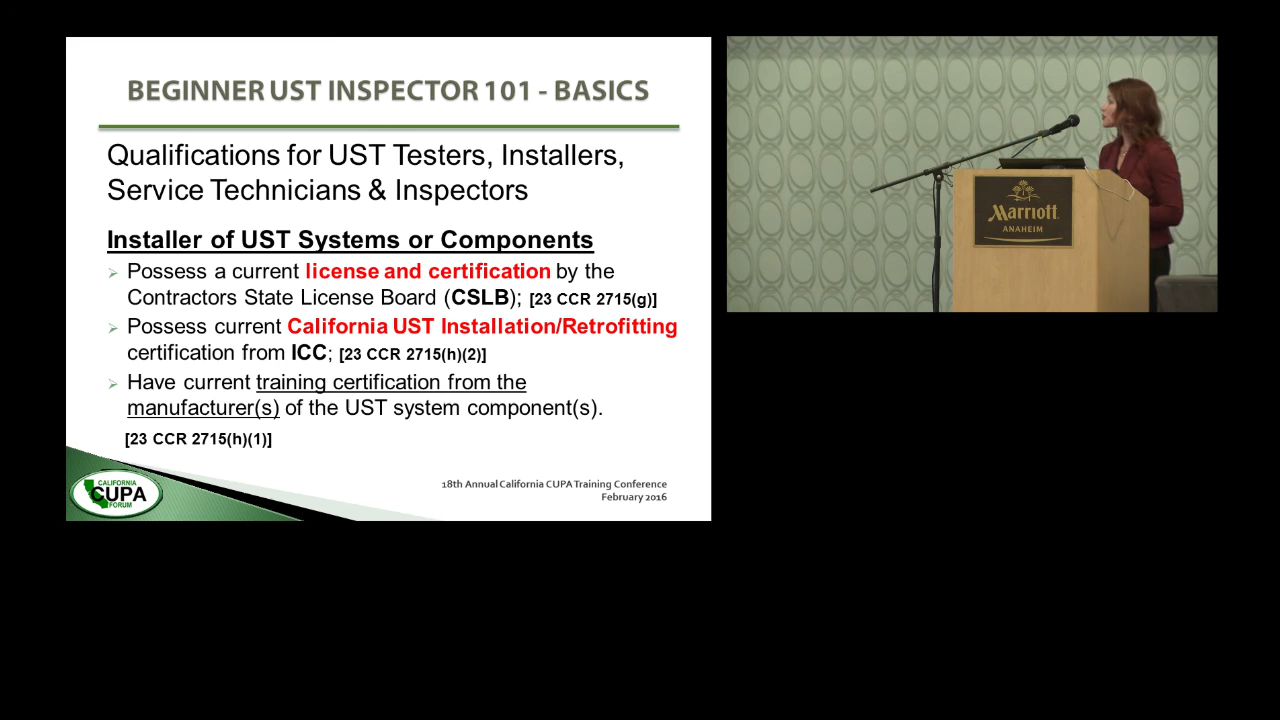 BEGINNER UST INSPECTOR 101 - BASICS
Qualifications for UST Testers, Installers,
Service Technicians & Inspectors
Installer of UST Systems or Components
Possess a current license and certification by the
Contractors State License Board (CSLB); [23 CCR 2715(g)]
Possess current California UST Installation/Retrofitting
certification from ICC; [23 CCR 2715(h)(2)]
Have current training certification from the
manufacturer(s) of the UST system component(s).
[23 CCR 2715(h)(1)]
CALIFORNIA
CUPA
FORUM
18th Annual California CUPA Training Conference
February 2016
Marriott
ANAHEIM